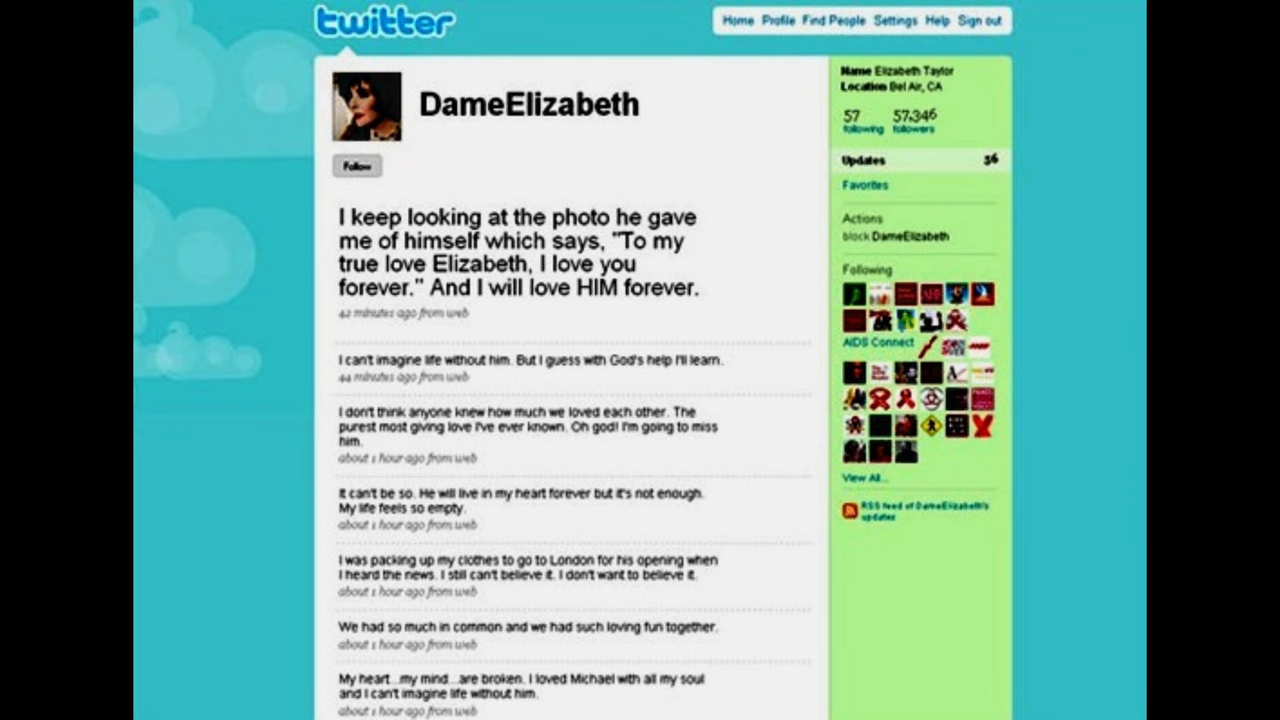 twitter
Home Profile Find People Settings Help Sign out
DameElizabeth
Follow
I keep looking at the photo he gave
me of himself which says, "To my
true love Elizabeth, I love you
forever." And I will love HIM forever.
42 minutes ago from web
I can't imagine life without him. But I guess with God's help I'll learn.
44 minutes ago from web
I don't think anyone knew how much we loved each other. The
purest most giving love I've ever known. Oh god! I'm going to miss
him.
about 1 hour ago from web
It can't be so. He will live in my heart forever but it's not enough.
My life feels so empty.
about 1 hour ago from web
I was packing up my clothes to go to London for his opening when
I heard the news. I still can't believe it. I don't want to believe it.
about 1 hour ago from web
We had so much in common and we had such loving fun together.
about 1 hour ago from web
My heart...my mind...are broken. I loved Michael with all my soul
and I can't imagine life without him.
about 1 hour ago from web
Name Elizabeth Taylor
Location Bel Air, CA
57 57,346
following followers
Updates 56
Favorites
Actions
block DameElizabeth
Following
AIDS Connect
View All...
RSS feed of DameElizabeth's
updates